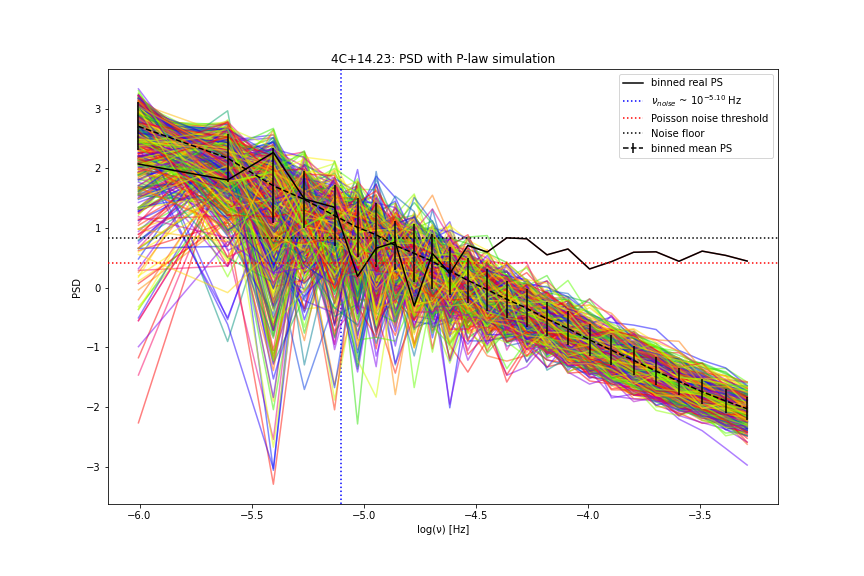 4C+14.23: PSD with P-law simulation
binned real PS
ν_noise ~ 10^−5.10 Hz
Poisson noise threshold
Noise floor
binned mean PS
PSD
3
2
1
0
−1
−2
−3
−6.0 −5.5 −5.0 −4.5 −4.0 −3.5
log(ν) [Hz]